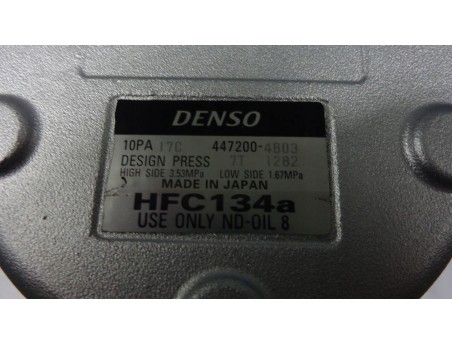 DENSO
10PA 17C 447200-4803
DESIGN PRESS 7T 1282
HIGH SIDE 3.53MPa LOW SIDE 1.67MPa
MADE IN JAPAN
HFC134a
USE ONLY ND-OIL 8